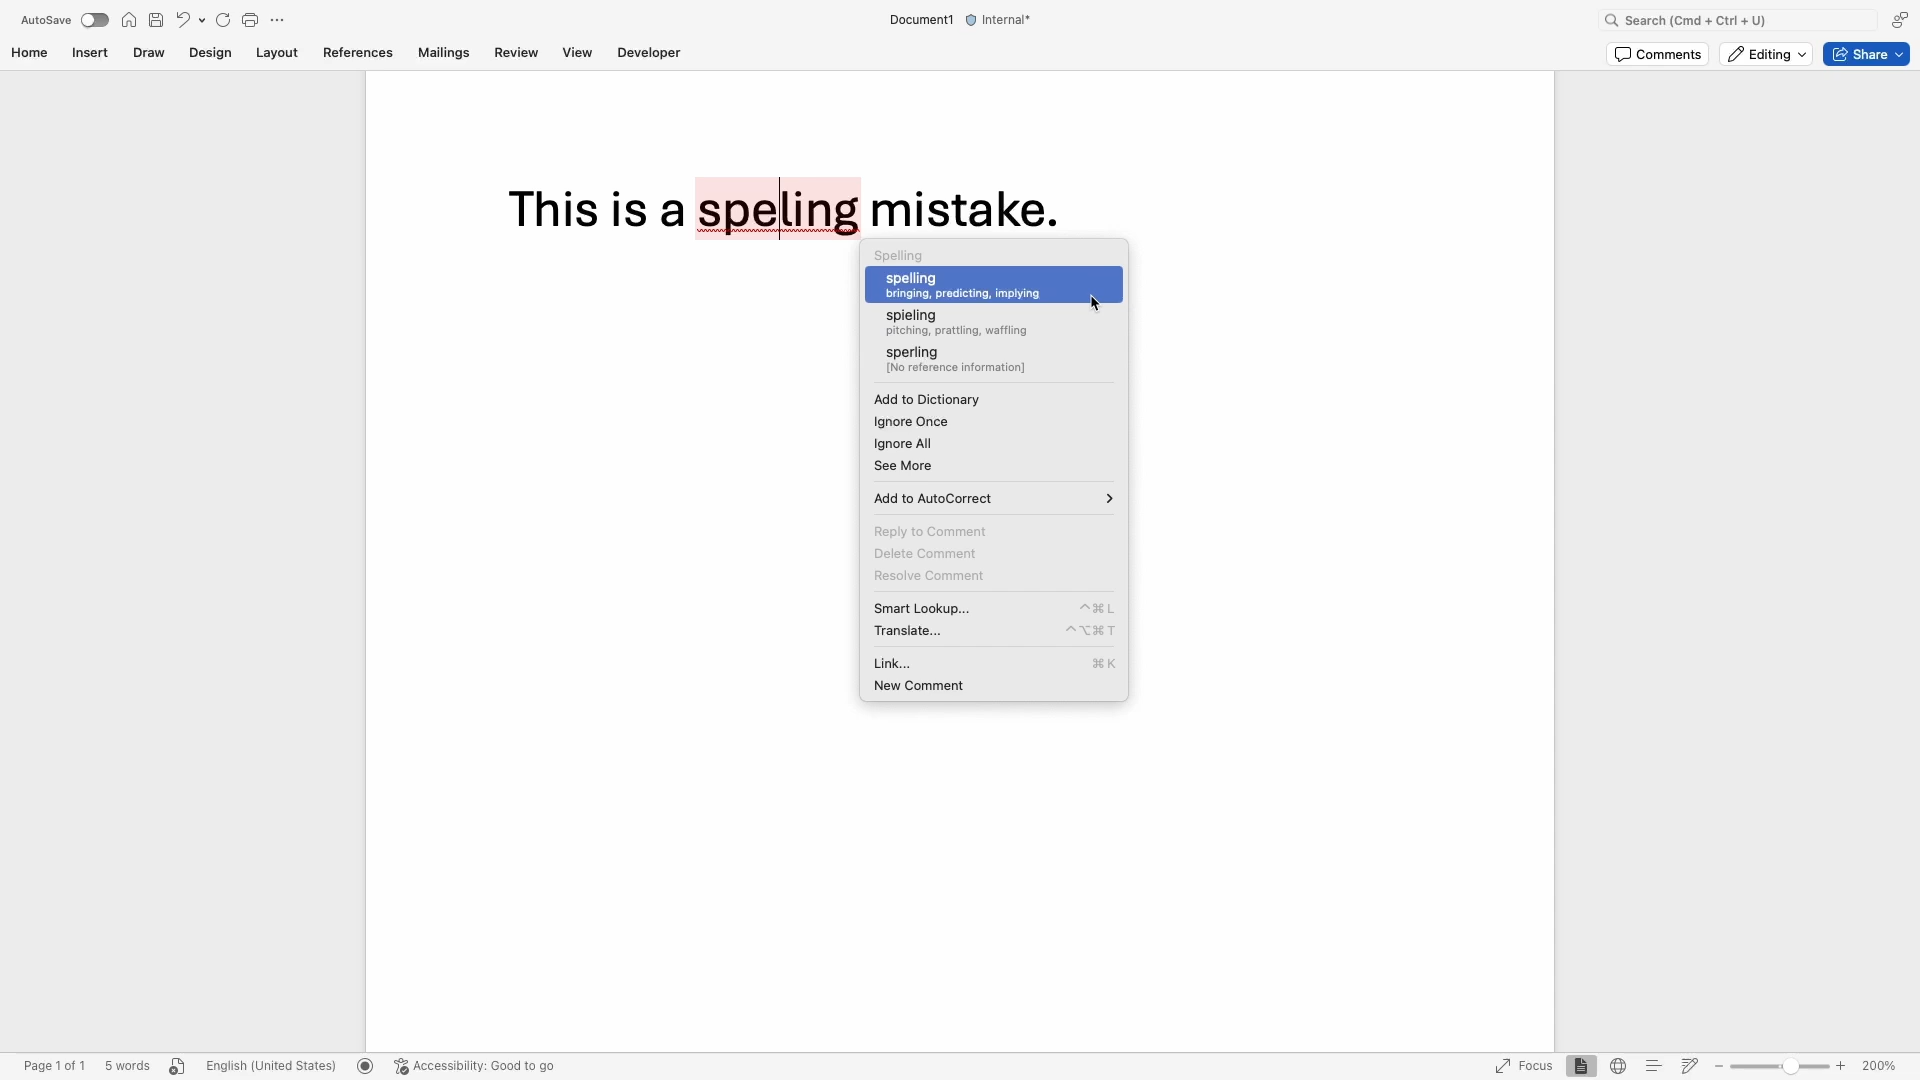 AutoSave
Document1 Internal*
Search (Cmd + Ctrl + U)
Home Insert Draw Design Layout References Mailings Review View Developer
Comments Editing Share
This is a speling mistake.
Spelling
spelling
bringing, predicting, implying
spieling
pitching, prattling, waffling
sperling
[No reference information]
Add to Dictionary
Ignore Once
Ignore All
See More
Add to AutoCorrect
Reply to Comment
Delete Comment
Resolve Comment
Smart Lookup... ^⌘L
Translate... ^⌥⌘T
Link... ⌘K
New Comment
Page 1 of 1 5 words English (United States) Accessibility: Good to go Focus 200%